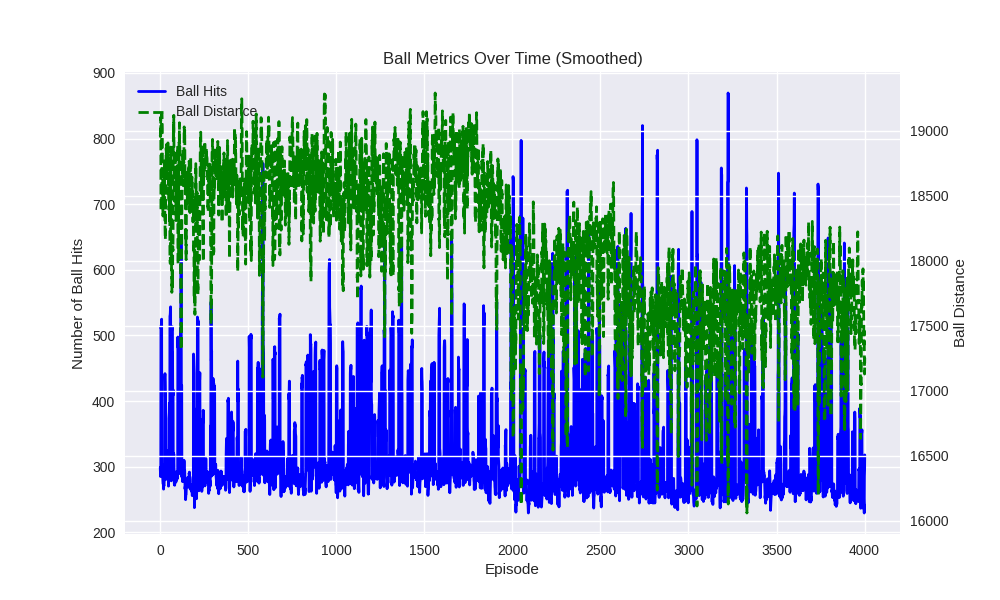 Ball Metrics Over Time (Smoothed)
Ball Hits
Ball Distance
Number of Ball Hits
900
800
700
600
500
400
300
200
Ball Distance
19000
18500
18000
17500
17000
16500
16000
0 500 1000 1500 2000 2500 3000 3500 4000
Episode